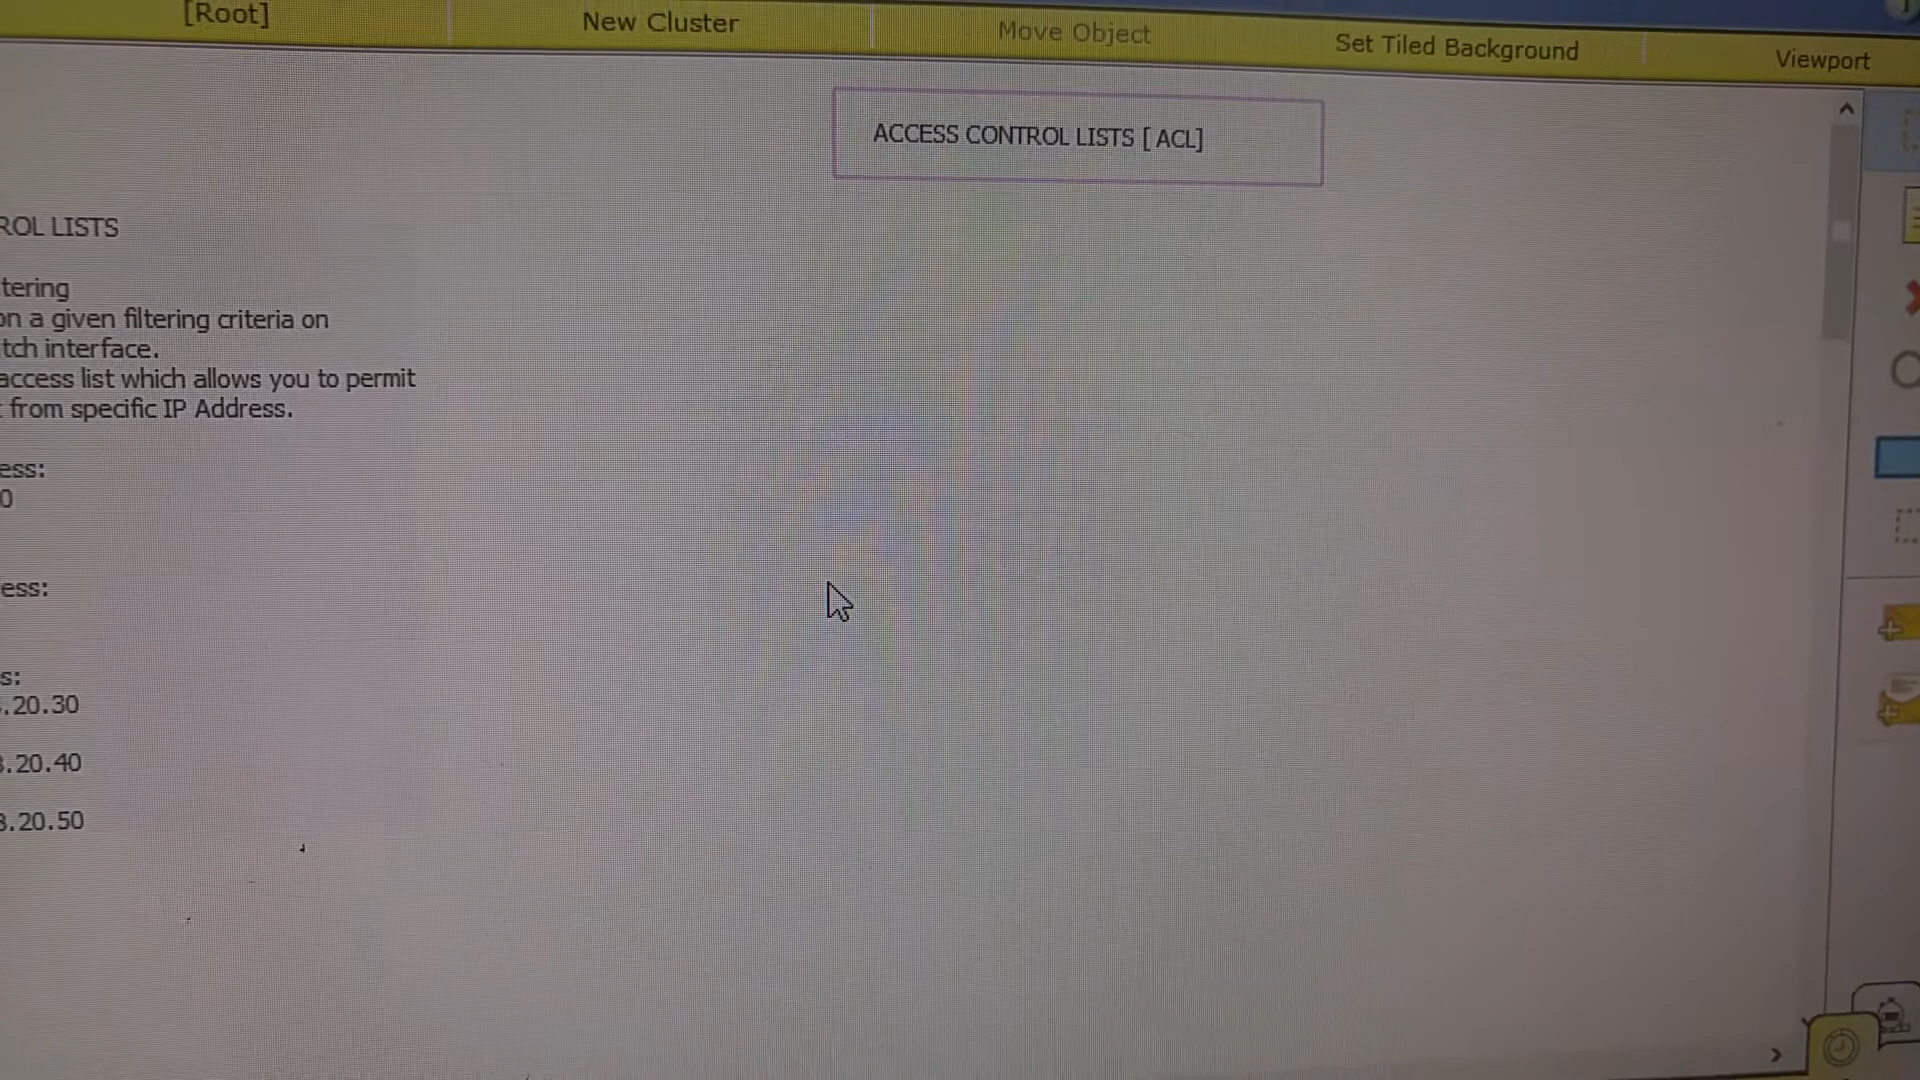 [Root]
New Cluster
Move Object
Set Tiled Background
Viewport
ACCESS CONTROL LISTS [ ACL]
ROL LISTS
tering
on a given filtering criteria on
tch interface.
access list which allows you to permit
from specific IP Address.
ess:
0
ess:
s:
.20.30
3.20.40
3.20.50